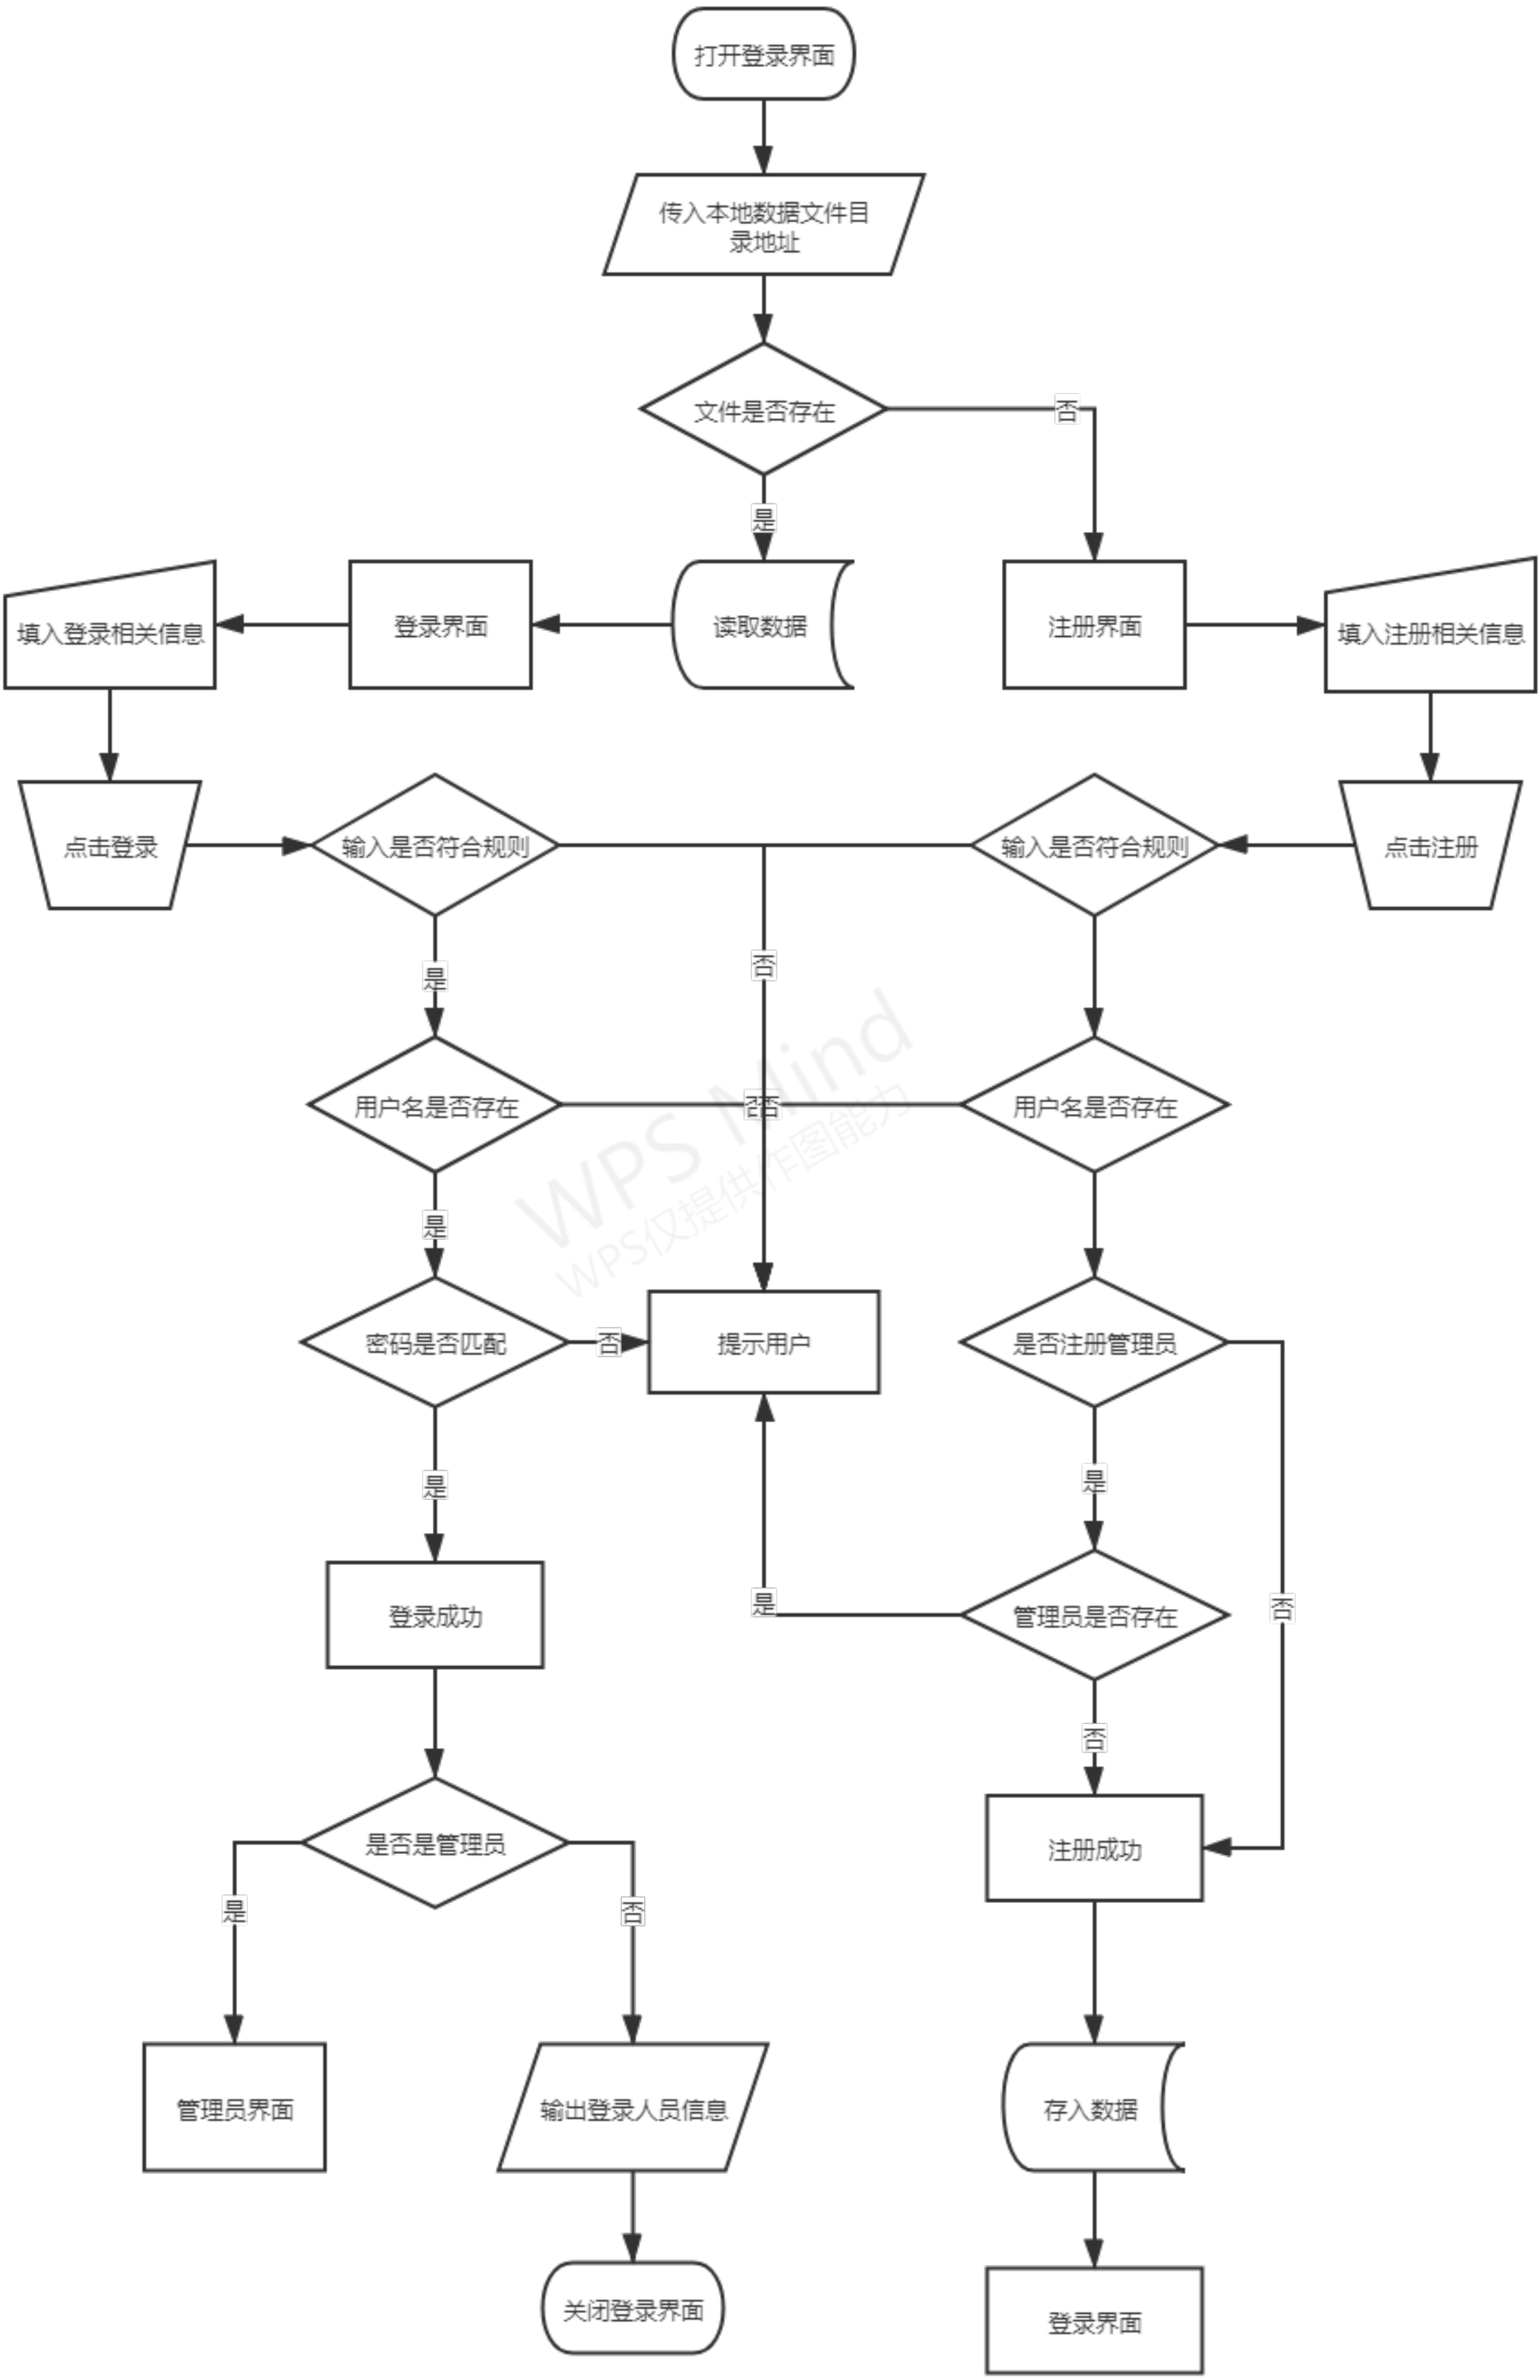 打开登录界面
传入本地数据文件目
录地址
文件是否存在
否
是
填入登录相关信息
登录界面
读取数据
注册界面
填入注册相关信息
点击登录
输入是否符合规则
输入是否符合规则
点击注册
否
是
用户名是否存在
否
用户名是否存在
WPS Mind
WPS仅提供作图能力
是
密码是否匹配
否
提示用户
是否注册管理员
是
是
登录成功
是
管理员是否存在
否
否
是否是管理员
注册成功
是
否
管理员界面
输出登录人员信息
存入数据
关闭登录界面
登录界面